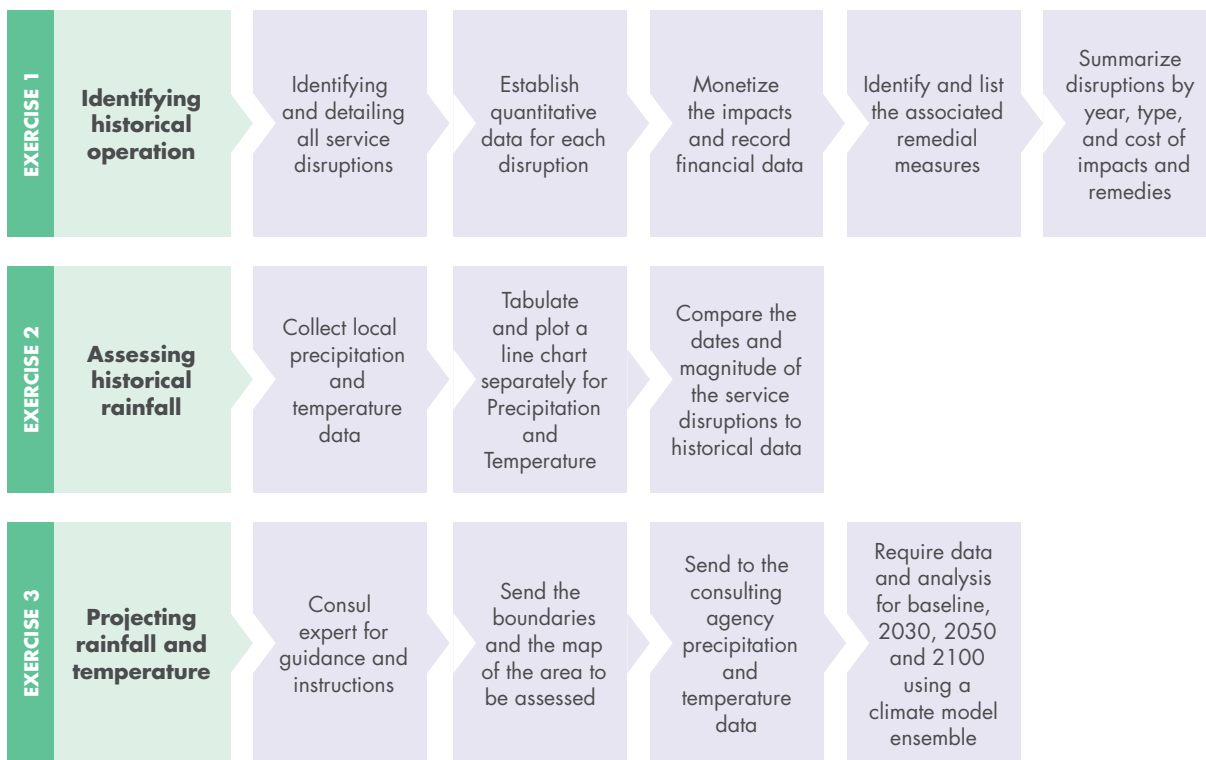 EXERCISE 1
Identifying
historical
operation
Identifying
and detailing
all service
disruptions
Establish
quantitative
data for each
disruption
Monetize
the impacts
and record
financial data
Identify and list
the associated
remedial
measures
Summarize
disruptions by
year, type,
and cost of
impacts and
remedies
EXERCISE 2
Assessing
historical
rainfall
Collect local
precipitation
and
temperature
data
Tabulate
and plot a
line chart
separately for
Precipitation
and
Temperature
Compare the
dates and
magnitude of
the service
disruptions to
historical data
EXERCISE 3
Projecting
rainfall and
temperature
Consul
expert for
guidance and
instructions
Send the
boundaries
and the map
of the area to
be assessed
Send to the
consulting
agency
precipitation
and
temperature
data
Require data
and analysis
for baseline,
2030, 2050
and 2100
using a
climate model
ensemble